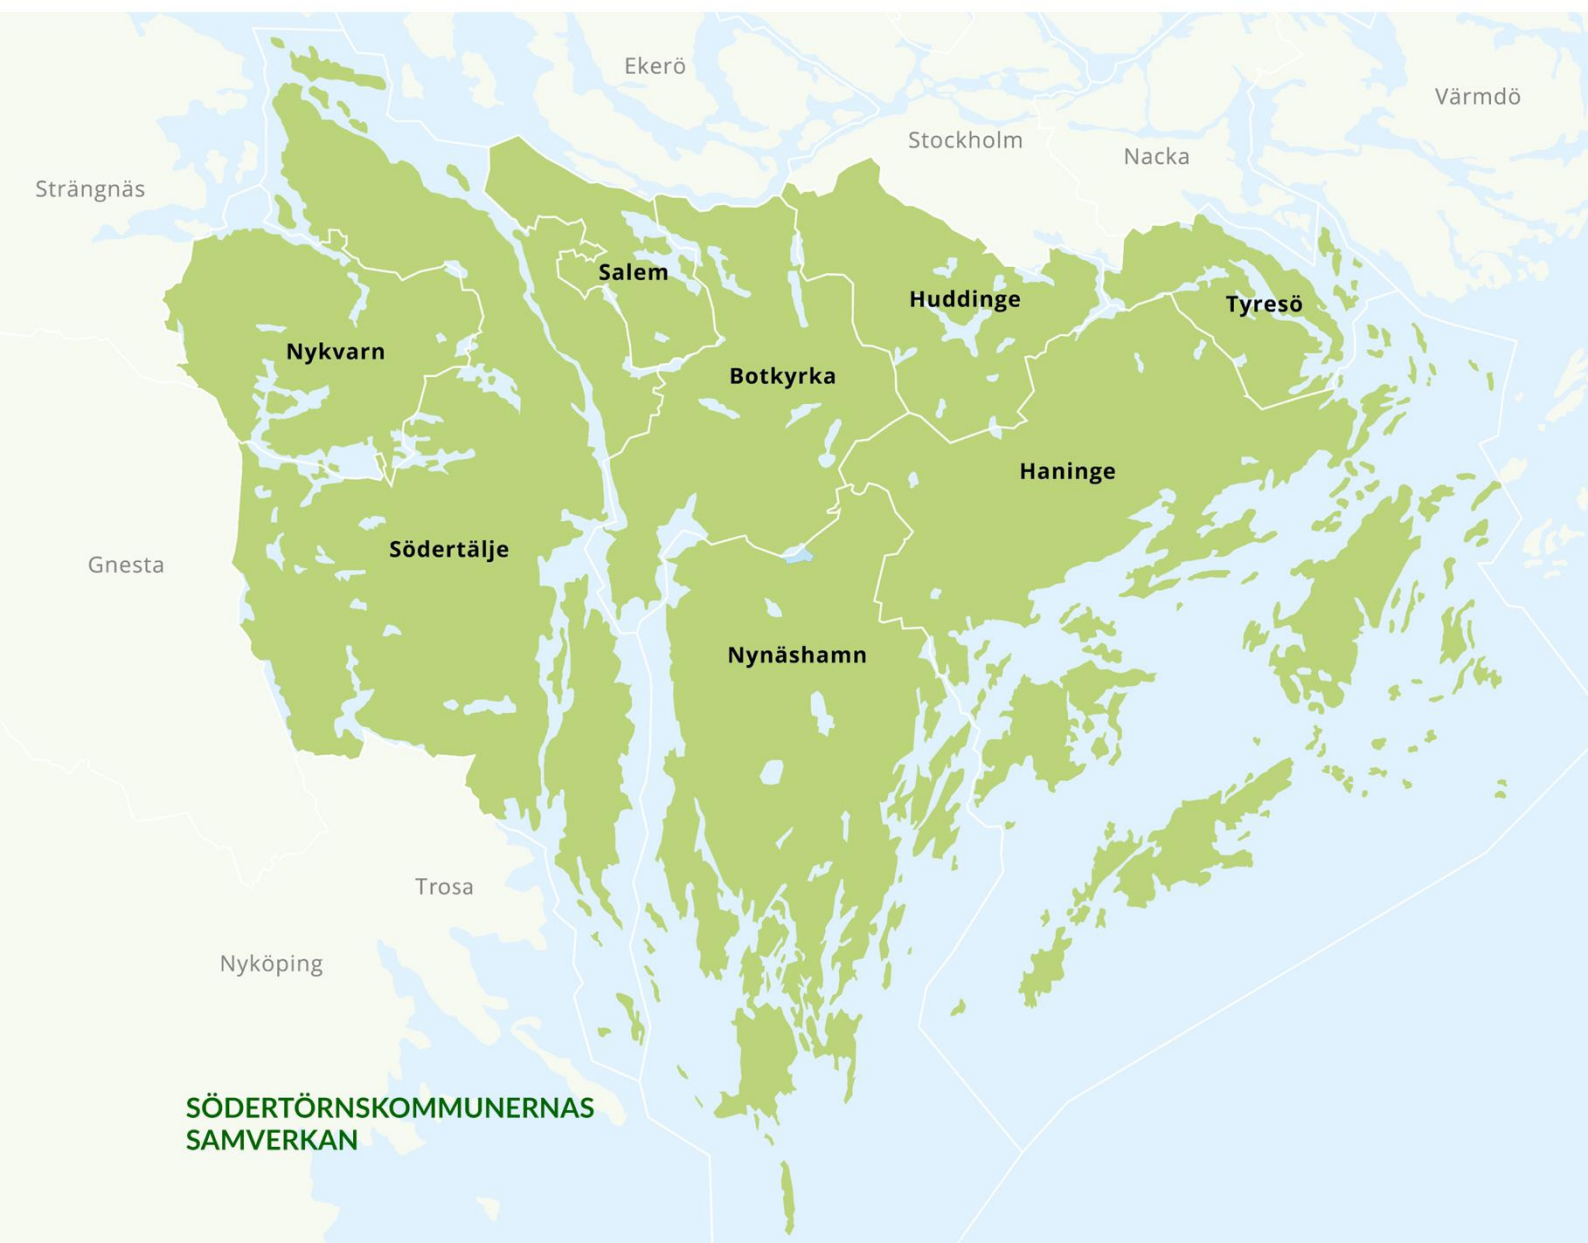 Ekerö
Värmdö
Stockholm
Nacka
Strängnäs
Salem
Huddinge
Tyresö
Nykvarn
Botkyrka
Haninge
Södertälje
Gnesta
Nynäshamn
Trosa
Nyköping
SÖDERTÖRNSKOMMUNERNAS
SAMVERKAN